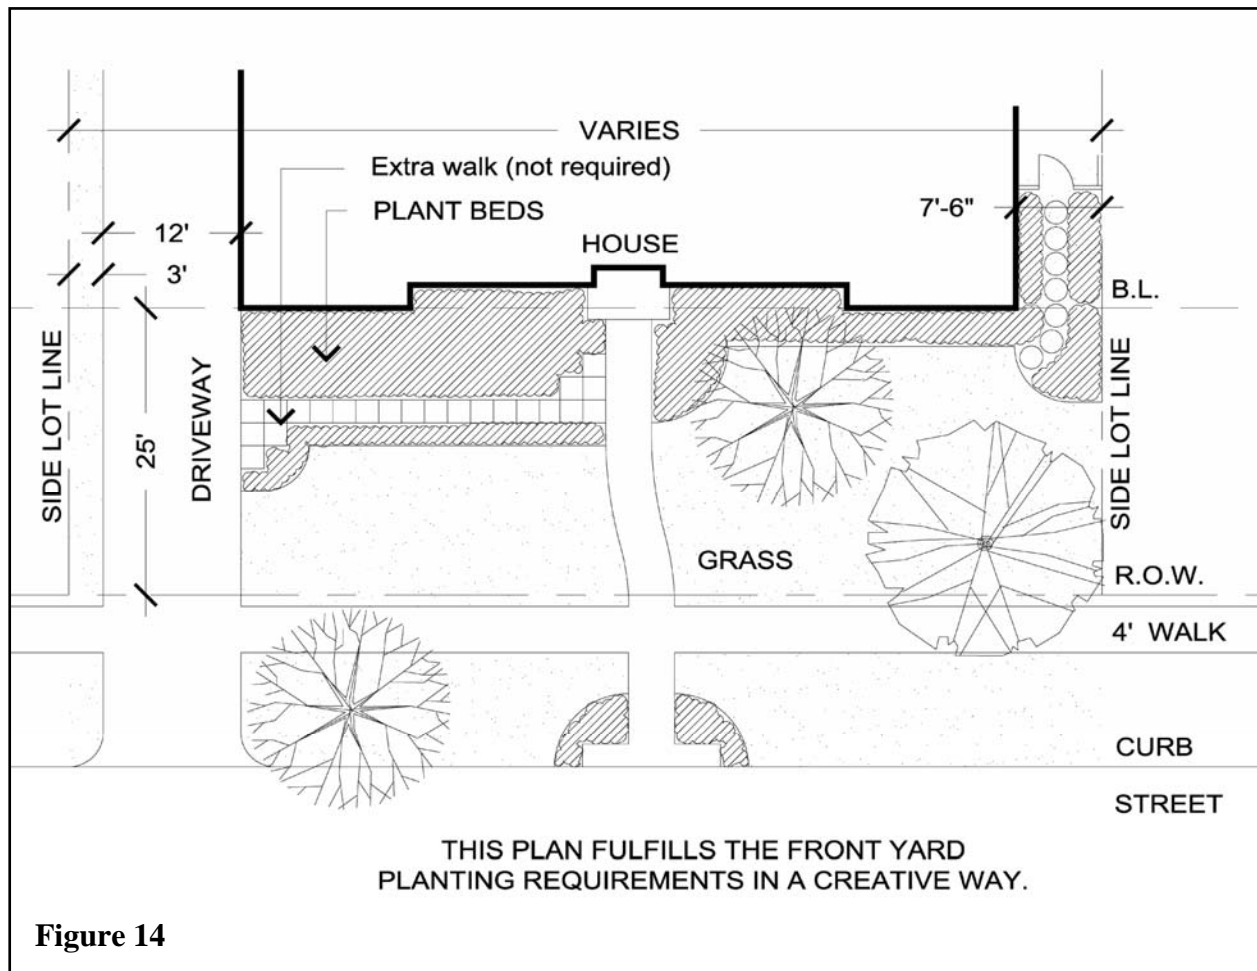 VARIES
Extra walk (not required)
PLANT BEDS
7'-6"
12'
HOUSE
3'
B.L.
SIDE LOT LINE
25'
DRIVEWAY
SIDE LOT LINE
GRASS
R.O.W.
4' WALK
CURB
STREET
THIS PLAN FULFILLS THE FRONT YARD
PLANTING REQUIREMENTS IN A CREATIVE WAY.
Figure 14